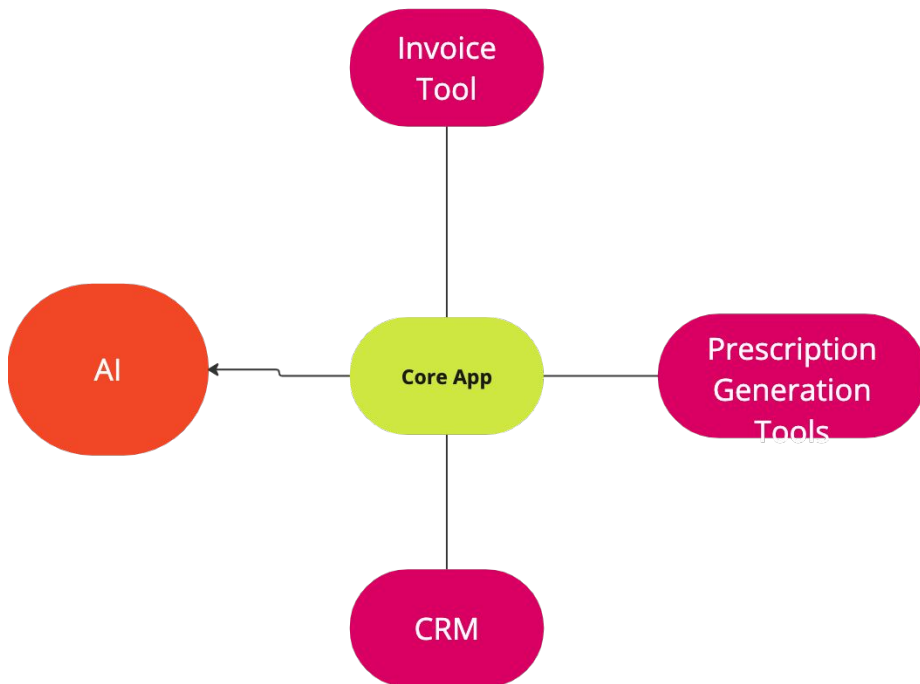 Invoice
Tool
AI
Core App
Prescription
Generation
Tools
CRM